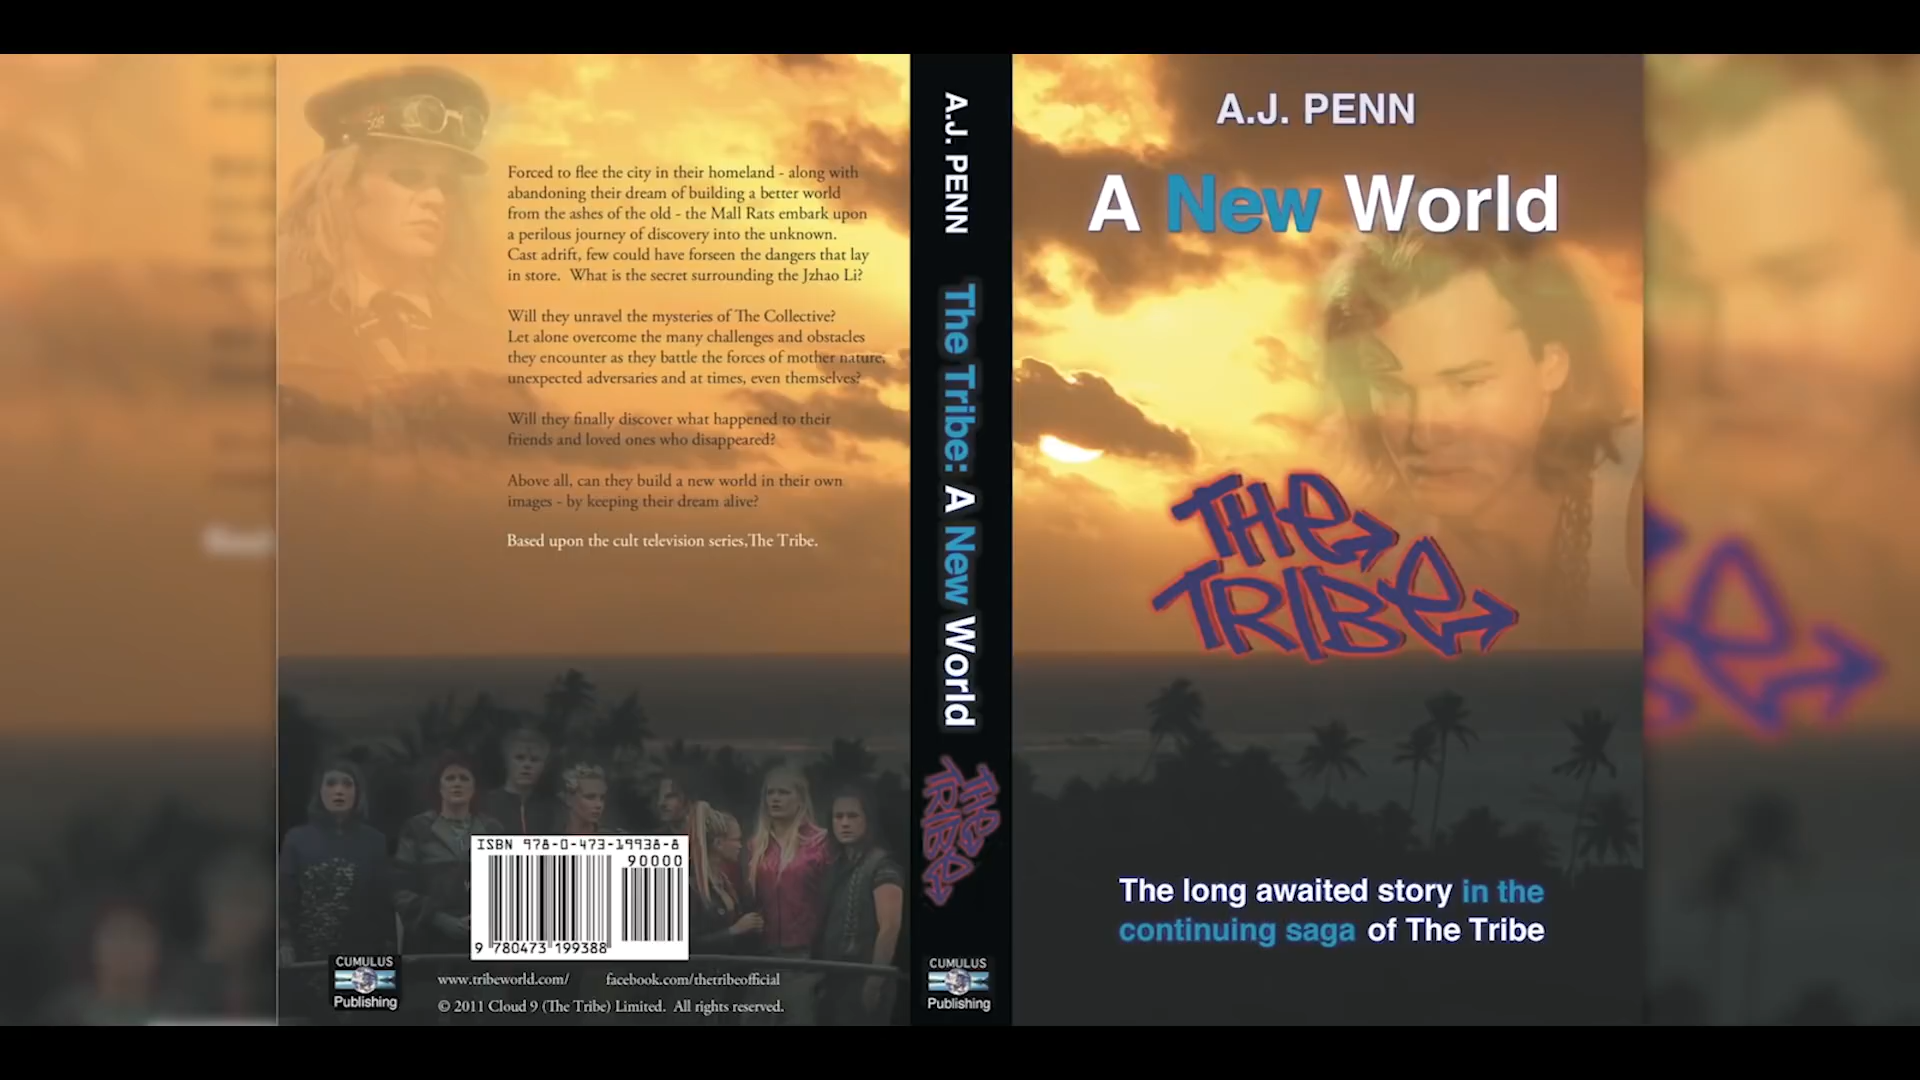 Forced to flee the city in their homeland - along with
abandoning their dream of building a better world
from the ashes of the old - the Mall Rats embark upon
a perilous journey of discovery into the unknown.
Cast adrift, few could have forseen the dangers that lay
in store. What is the secret surrounding the Jzhao Li?
Will they unravel the mysteries of The Collective?
Let alone overcome the many challenges and obstacles
they encounter as they battle the forces of mother nature,
unexpected adversaries and at times, even themselves?
Will they finally discover what happened to their
friends and loved ones who disappeared?
Above all, can they build a new world in their own
images - by keeping their dream alive?
Based upon the cult television series,The Tribe.
ISBN 978-0-473-19938-8
90000
9 780473 199388
CUMULUS
Publishing
www.tribeworld.com/ facebook.com/thetribeofficial
© 2011 Cloud 9 (The Tribe) Limited. All rights reserved.
A.J. PENN
The Tribe: A New World
THE
TRIBE
CUMULUS
Publishing
A.J. PENN
A New World
THE
TRIBE
The long awaited story in the
continuing saga of The Tribe